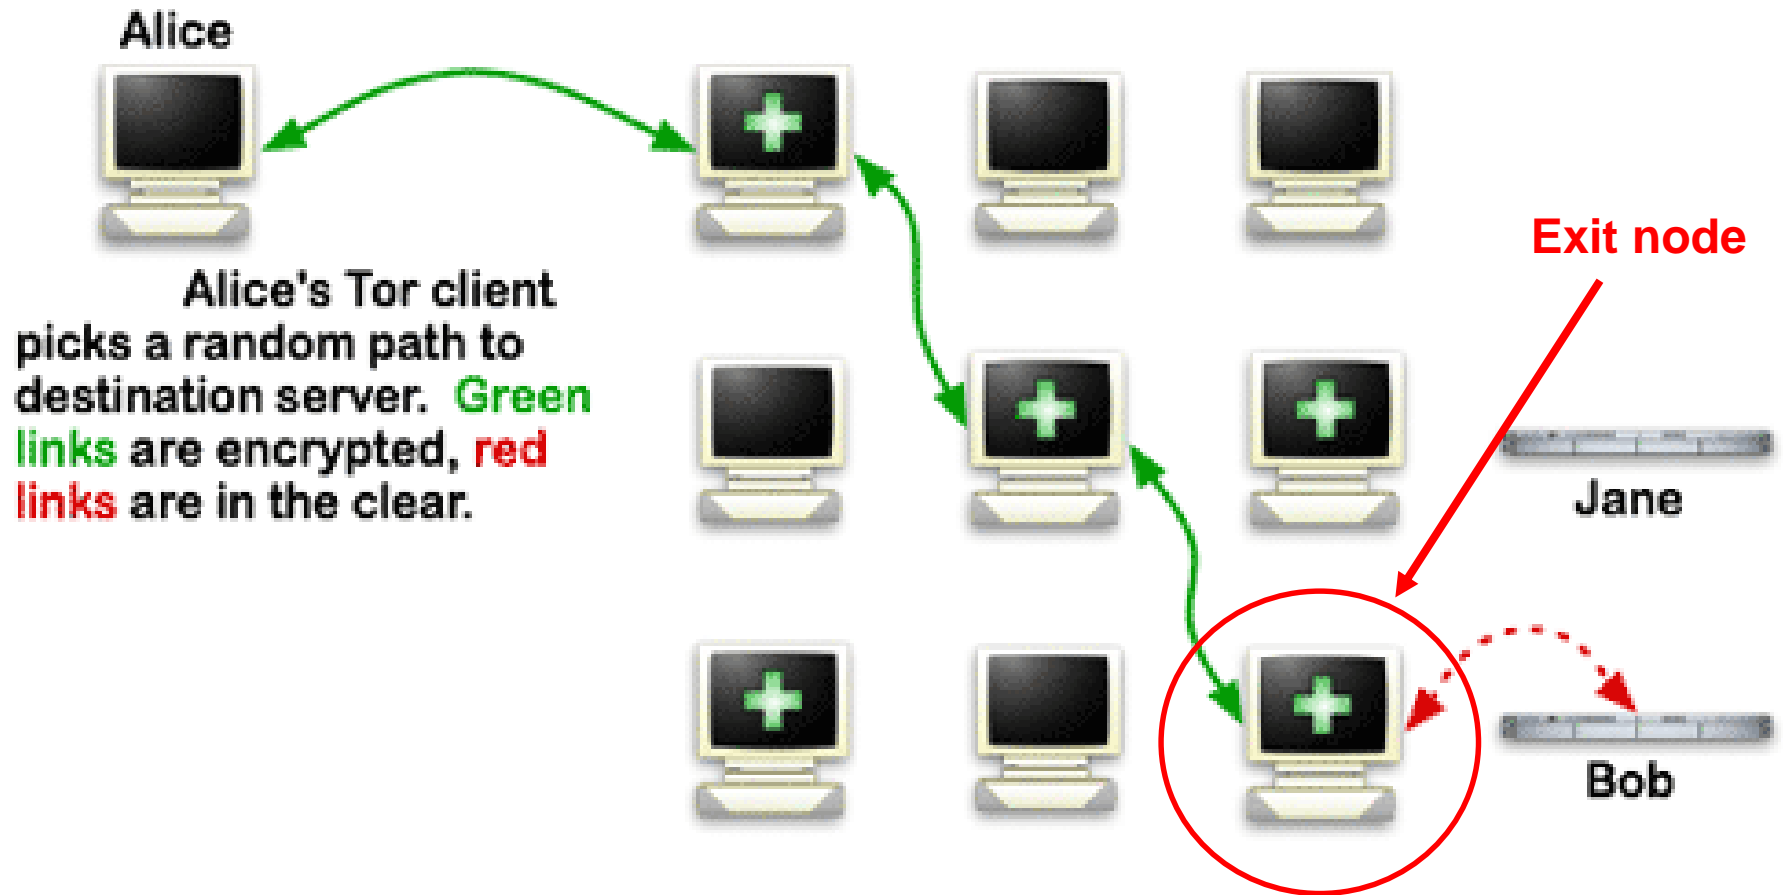 Alice
Alice's Tor client
picks a random path to
destination server. Green
links are encrypted, red
links are in the clear.
Exit node
Jane
Bob